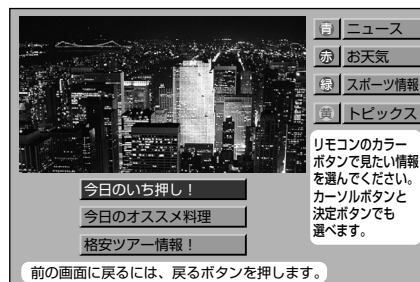 青 ニュース
赤 お天気
緑 スポーツ情報
黄 トピックス
リモコンのカラー
ボタンで見たい情報
を選んでください。
カーソルボタンと
決定ボタンでも
選べます。
今日のいち押し！
今日のオススメ料理
格安ツアー情報！
前の画面に戻るには、戻るボタンを押します。